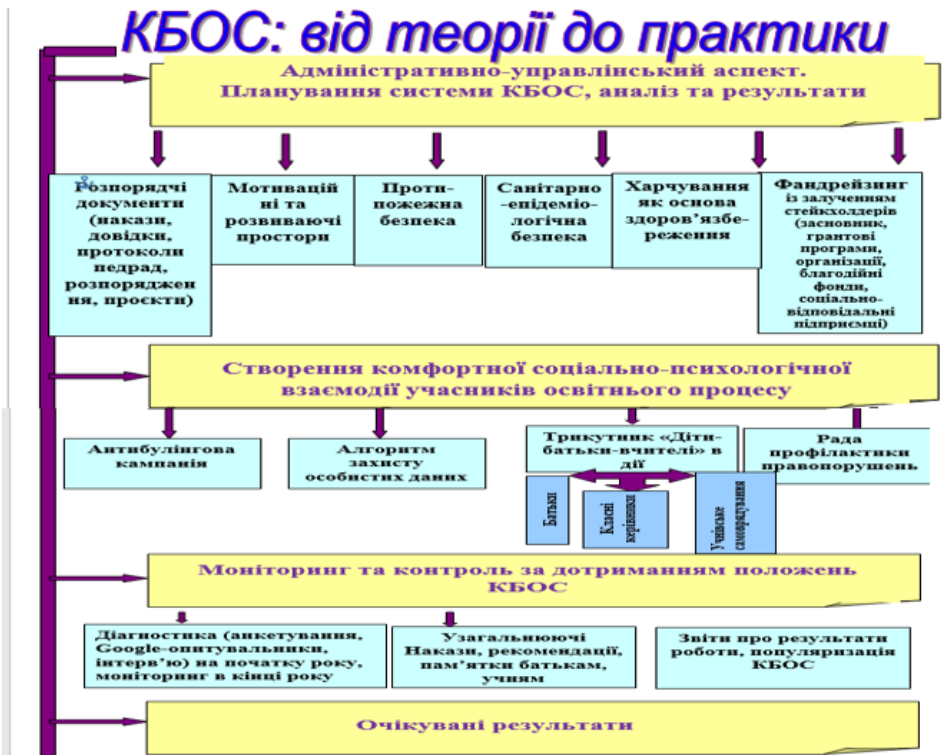 КБОС: від теорії до практики
Адміністративно-управлінський аспект.
Планування системи КБОС, аналіз та результати
Розпорядчі
документи
(накази,
довідки,
протоколи
педрад,
розпоряджен
ня, проєкти)
Мотивацій
ні та
розвиваючі
простори
Проти-
пожежна
безпека
Санітарно
-епідеміо-
логічна
безпека
Харчування
як основа
здоров’язбе-
реження
Фандрейзинг
із залученням
стейкхолдерів
(засновник,
грантові
програми,
організації,
благодійні
фонди,
соціально-
відповідальні
підприємці)
Створення комфортної соціально-психологічної
взаємодії учасників освітнього процесу
Антибулінгова
кампанія
Алгоритм
захисту
особистих даних
Трикутник «Діти-
батьки-вчителі» в
дії
Рада
профілактики
правопорушень
Батьки
Класні
керівники
Учнівське
самоврядування
Моніторинг та контроль за дотриманням положень
КБОС
Діагностика (анкетування,
Google-опитувальники,
інтерв’ю) на початку року,
моніторинг в кінці року
Узагальнюючі
Накази, рекомендації,
пам’ятки батькам,
учням
Звіти про результати
роботи, популяризація
КБОС
Очікувані результати